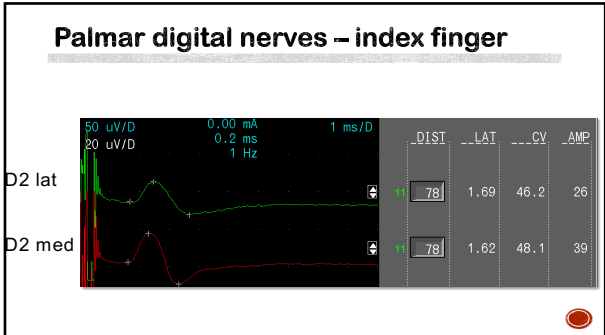 Palmar digital nerves – index finger
50 uV/D 0.00 mA 1 ms/D
20 uV/D 0.2 ms
1 Hz
DIST LAT CV AMP
D2 lat 11 78 1.69 46.2 26
D2 med 11 78 1.62 48.1 39